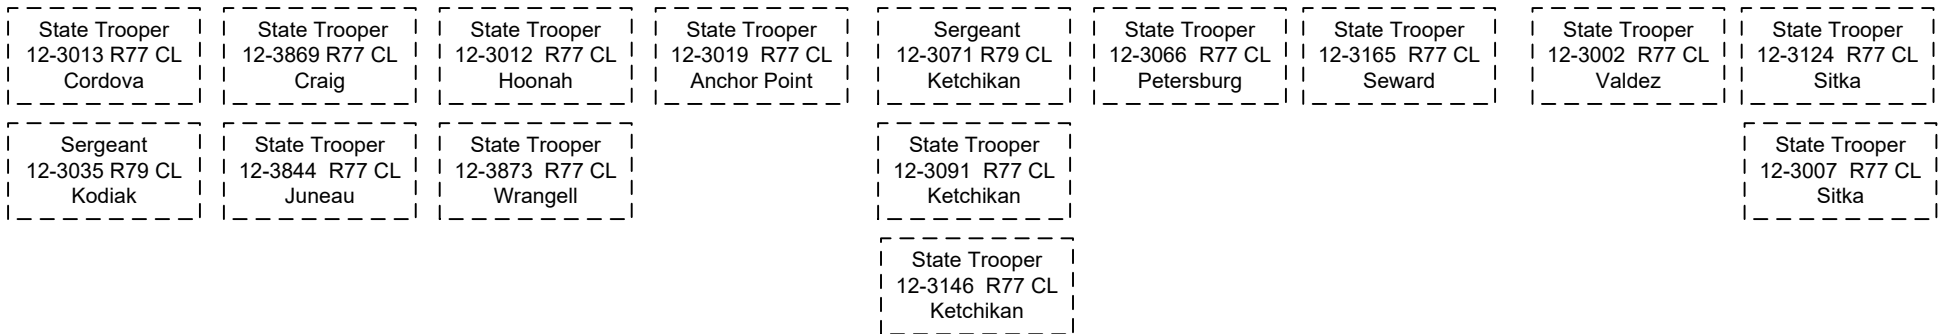 State Trooper
12-3013 R77 CL
Cordova
State Trooper
12-3869 R77 CL
Craig
State Trooper
12-3012  R77 CL
Hoonah
State Trooper
12-3019  R77 CL
Anchor Point
Sergeant
12-3071 R79 CL
Ketchikan
State Trooper
12-3066  R77 CL
Petersburg
State Trooper
12-3165  R77 CL
Seward
State Trooper
12-3002  R77 CL
Valdez
State Trooper
12-3124  R77 CL
Sitka
Sergeant
12-3035 R79 CL
Kodiak
State Trooper
12-3844  R77 CL
Juneau
State Trooper
12-3873  R77 CL
Wrangell
State Trooper
12-3091  R77 CL
Ketchikan
State Trooper
12-3007  R77 CL
Sitka
State Trooper
12-3146  R77 CL
Ketchikan